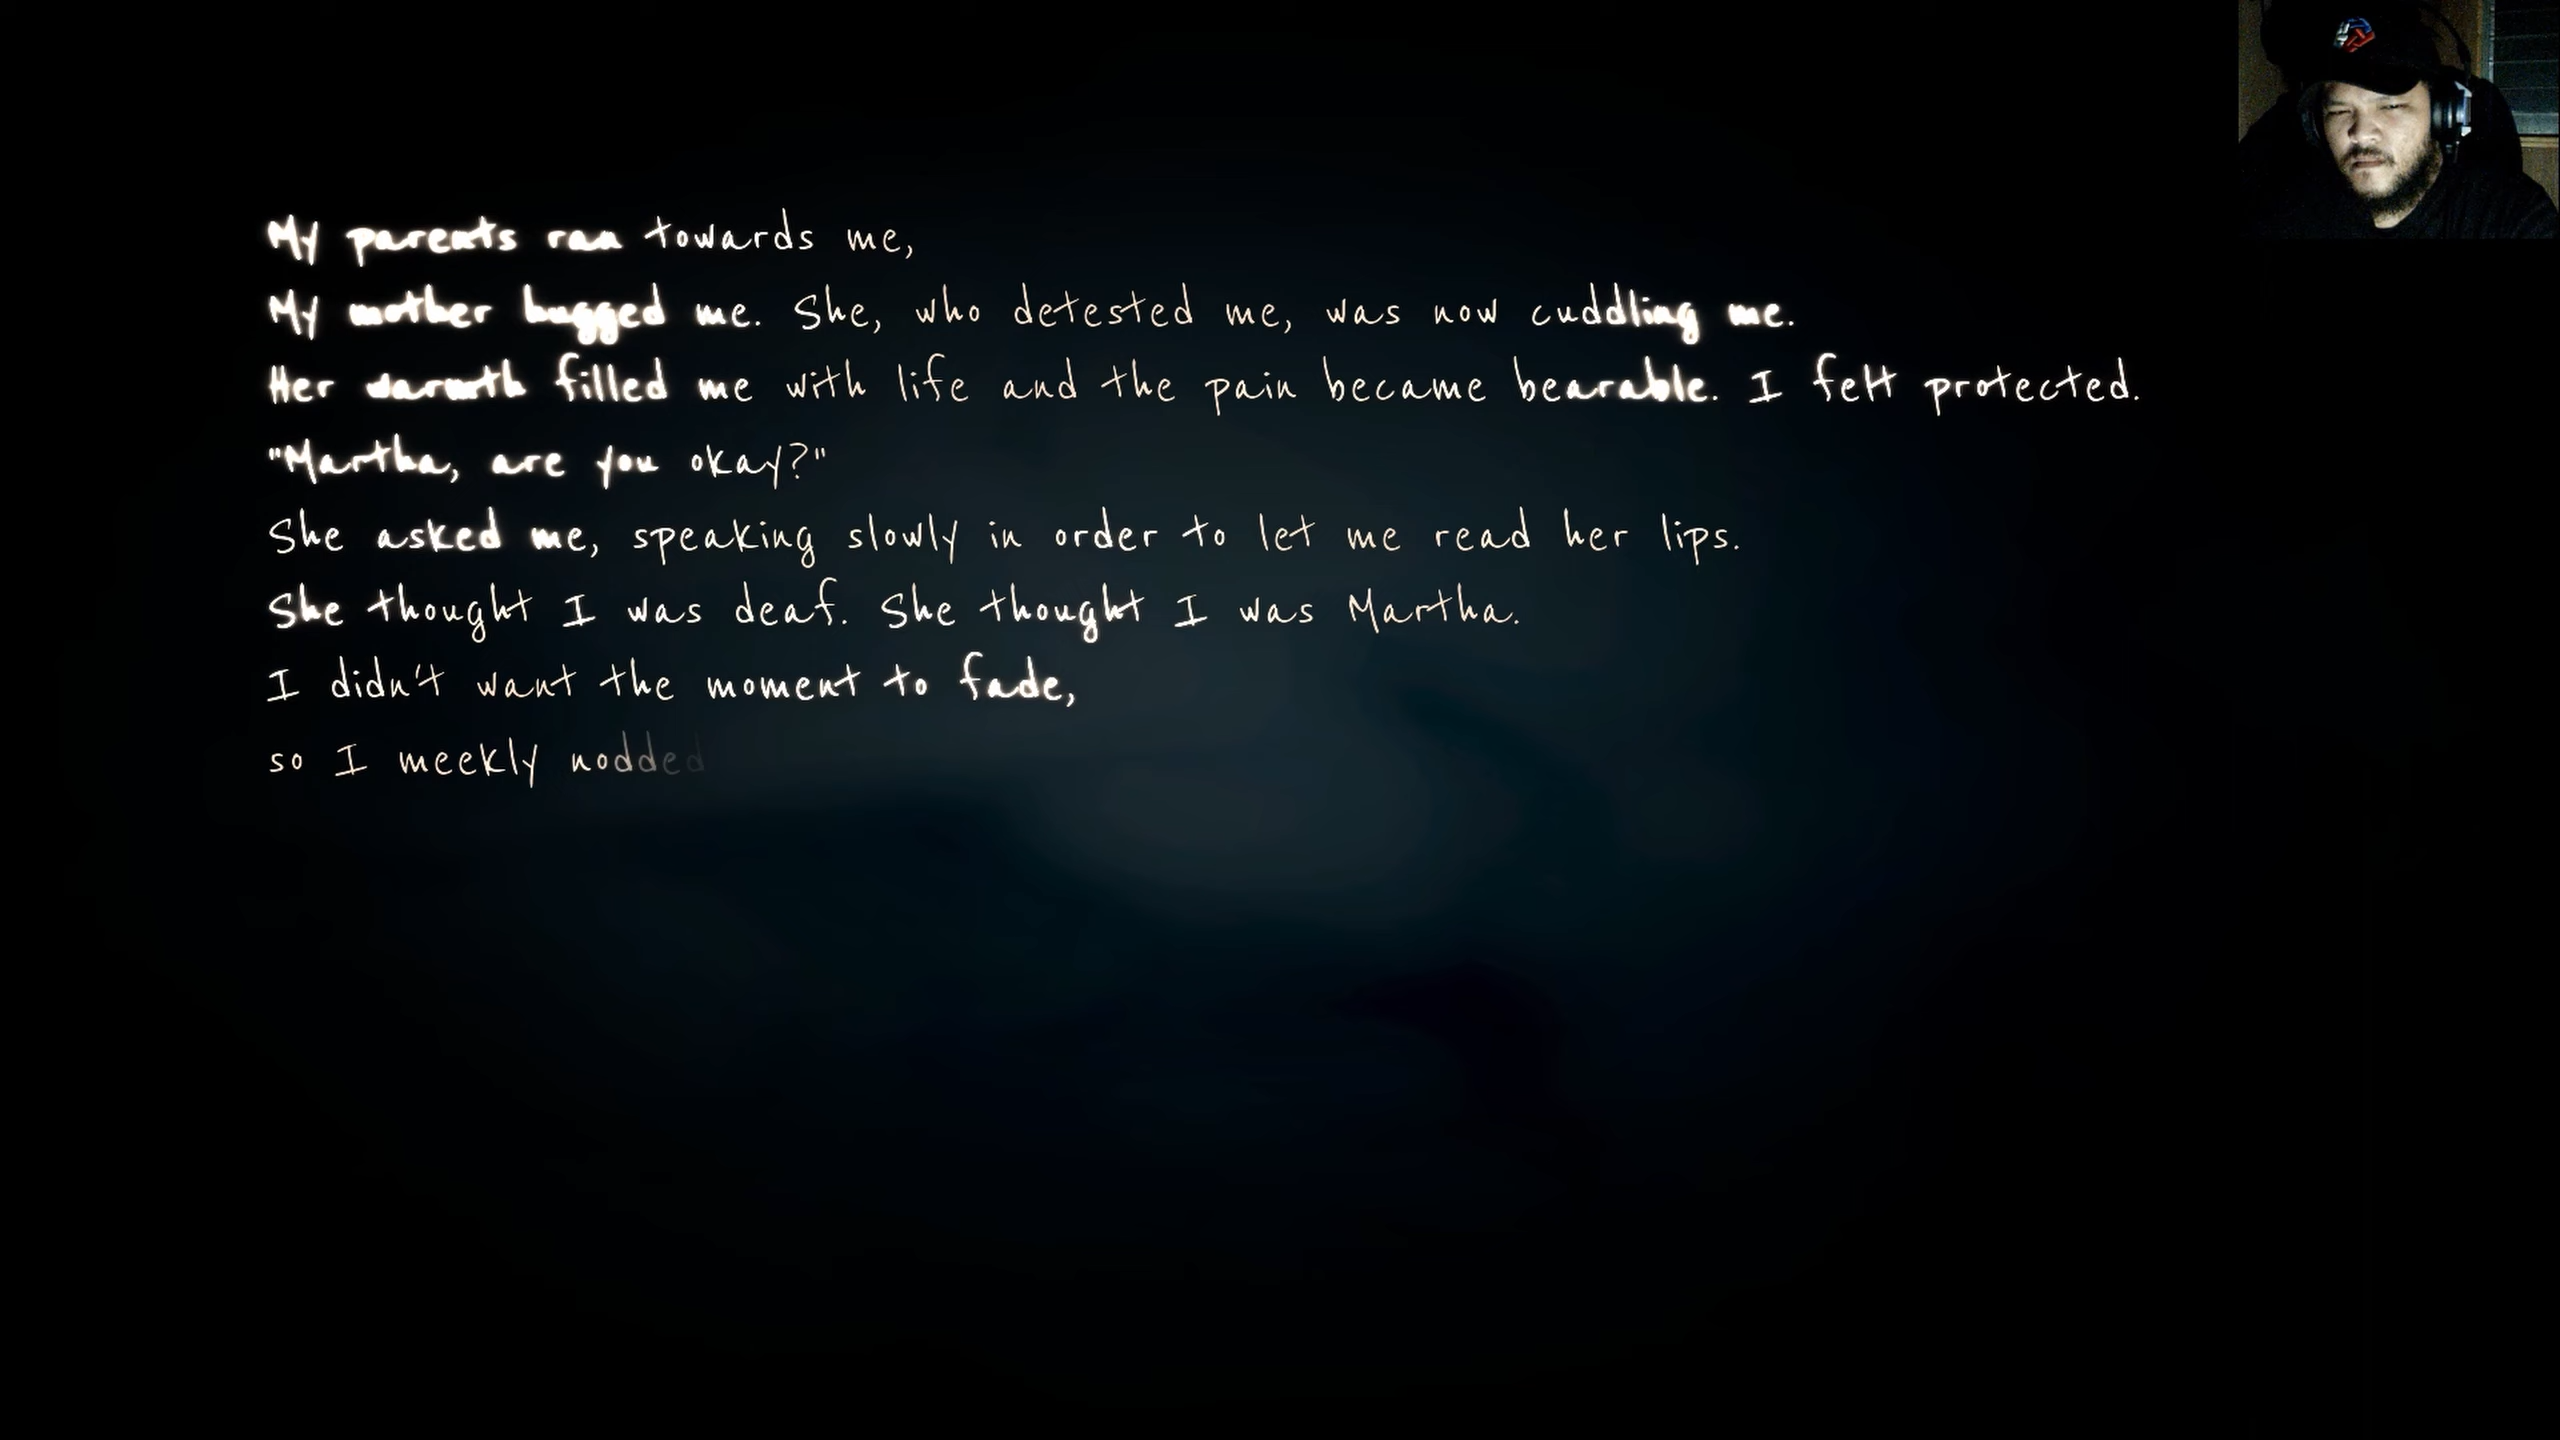 My parents ran towards me,
My mother hugged me. She, who detested me, was now cuddling me.
Her warmth filled me with life and the pain became bearable. I felt protected.
"Martha, are you okay?"
She asked me, speaking slowly in order to let me read her lips.
She thought I was deaf. She thought I was Martha.
I didn't want the moment to fade,
so I meekly nodded